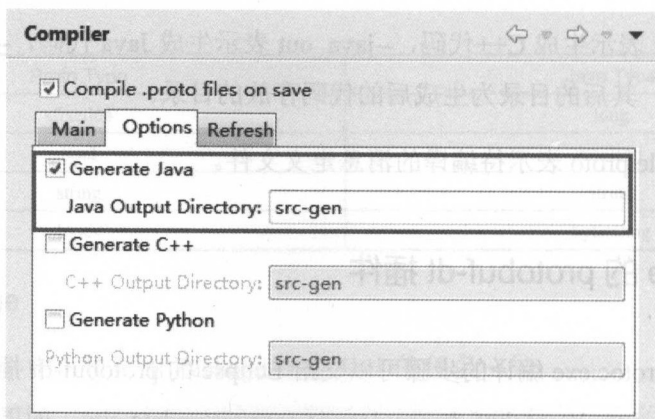 Compiler
Compile .proto files on save
Main Options Refresh
Generate Java
Java Output Directory: src-gen
Generate C++
C++ Output Directory: src-gen
Generate Python
Python Output Directory: src-gen